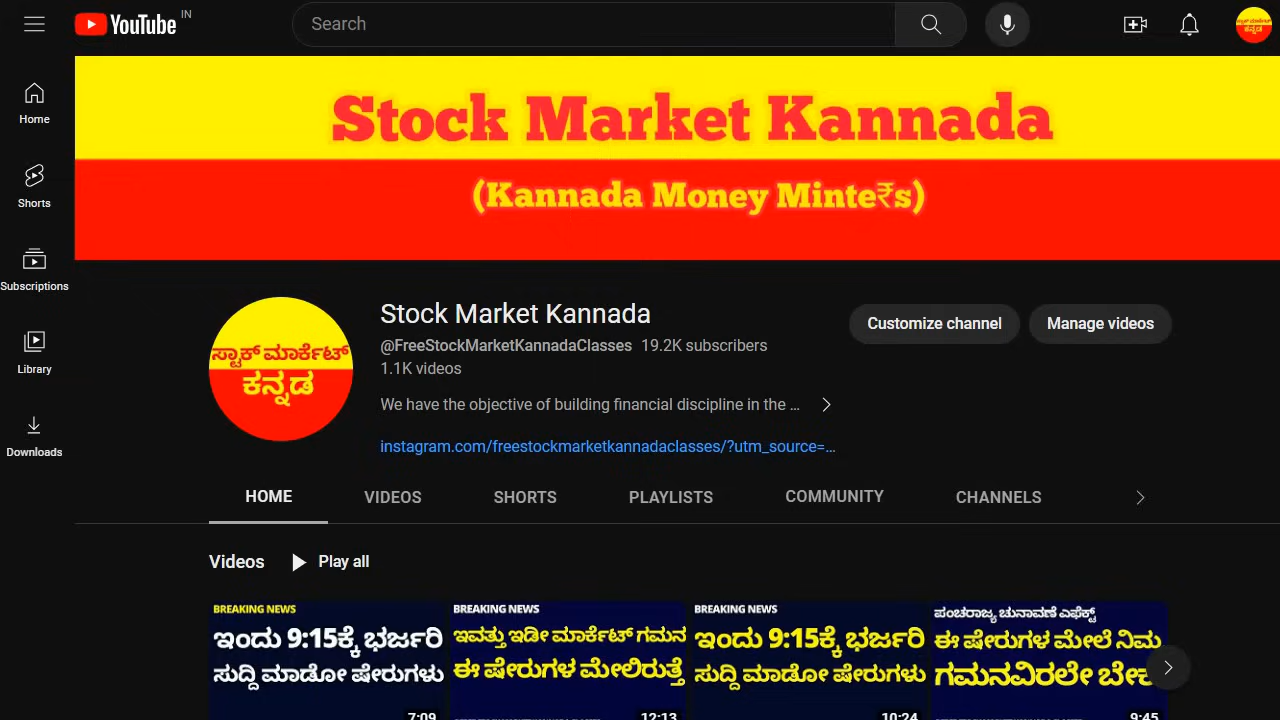 YouTube IN
Search
Home
Shorts
Subscriptions
Library
Downloads
Stock Market Kannada
(Kannada Money Minte₹s)
ಸ್ಟಾಕ್ ಮಾರ್ಕೆಟ್
ಕನ್ನಡ
Stock Market Kannada
@FreeStockMarketKannadaClasses 19.2K subscribers
1.1K videos
We have the objective of building financial discipline in the ...
instagram.com/freestockmarketkannadaclasses/?utm_source=...
Customize channel
Manage videos
HOME VIDEOS SHORTS PLAYLISTS COMMUNITY CHANNELS
Videos Play all
BREAKING NEWS
ಇಂದು 9:15ಕ್ಕೆ ಭರ್ಜರಿ
ಸುದ್ದಿ ಮಾಡೋ ಷೇರುಗಳು
7:09
BREAKING NEWS
ಇವತ್ತು ಇಡೀ ಮಾರ್ಕೆಟ್ ಗಮನ
ಈ ಷೇರುಗಳ ಮೇಲಿರುತ್ತೆ
12:13
BREAKING NEWS
ಇಂದು 9:15ಕ್ಕೆ ಭರ್ಜರಿ
ಸುದ್ದಿ ಮಾಡೋ ಷೇರುಗಳು
10:24
ಪಂಚರಾಜ್ಯ ಚುನಾವಣೆ ಎಫೆಕ್ಟ್
ಈ ಷೇರುಗಳ ಮೇಲೆ ನಿಮ್ಮ
ಗಮನವಿರಲೇ ಬೇಕು
9:45